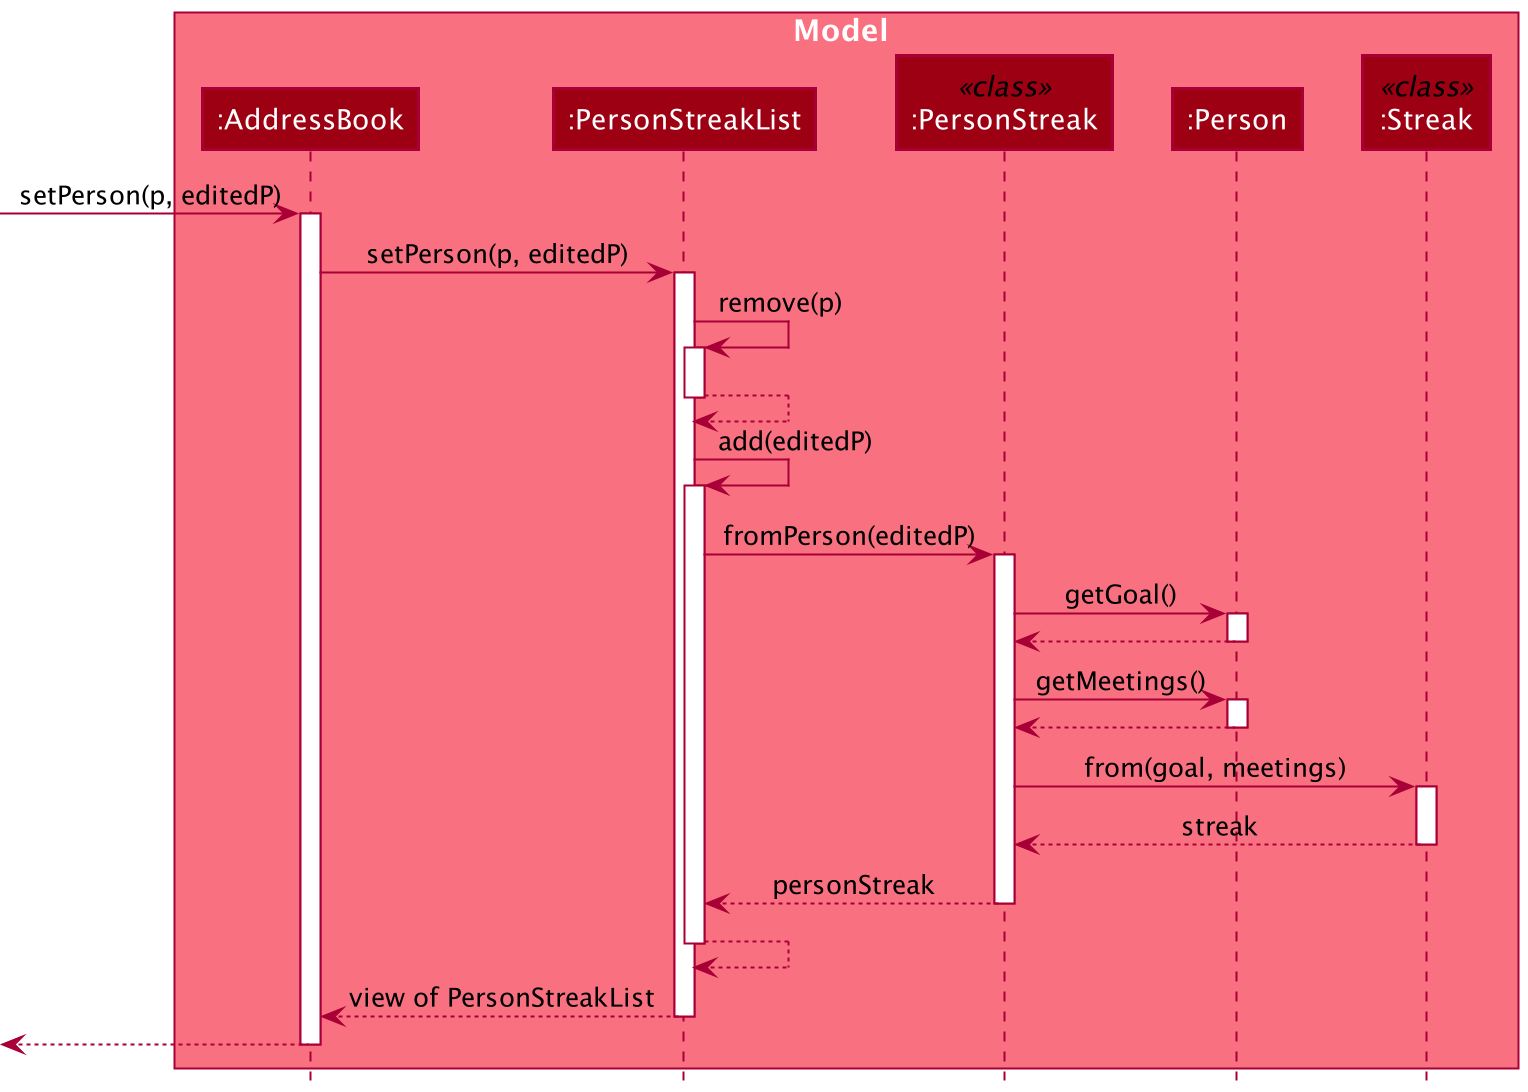 Model
:AddressBook
:PersonStreakList
«class»
:PersonStreak
:Person
«class»
:Streak
setPerson(p, editedP)
setPerson(p, editedP)
remove(p)
add(editedP)
fromPerson(editedP)
getGoal()
getMeetings()
from(goal, meetings)
streak
personStreak
view of PersonStreakList